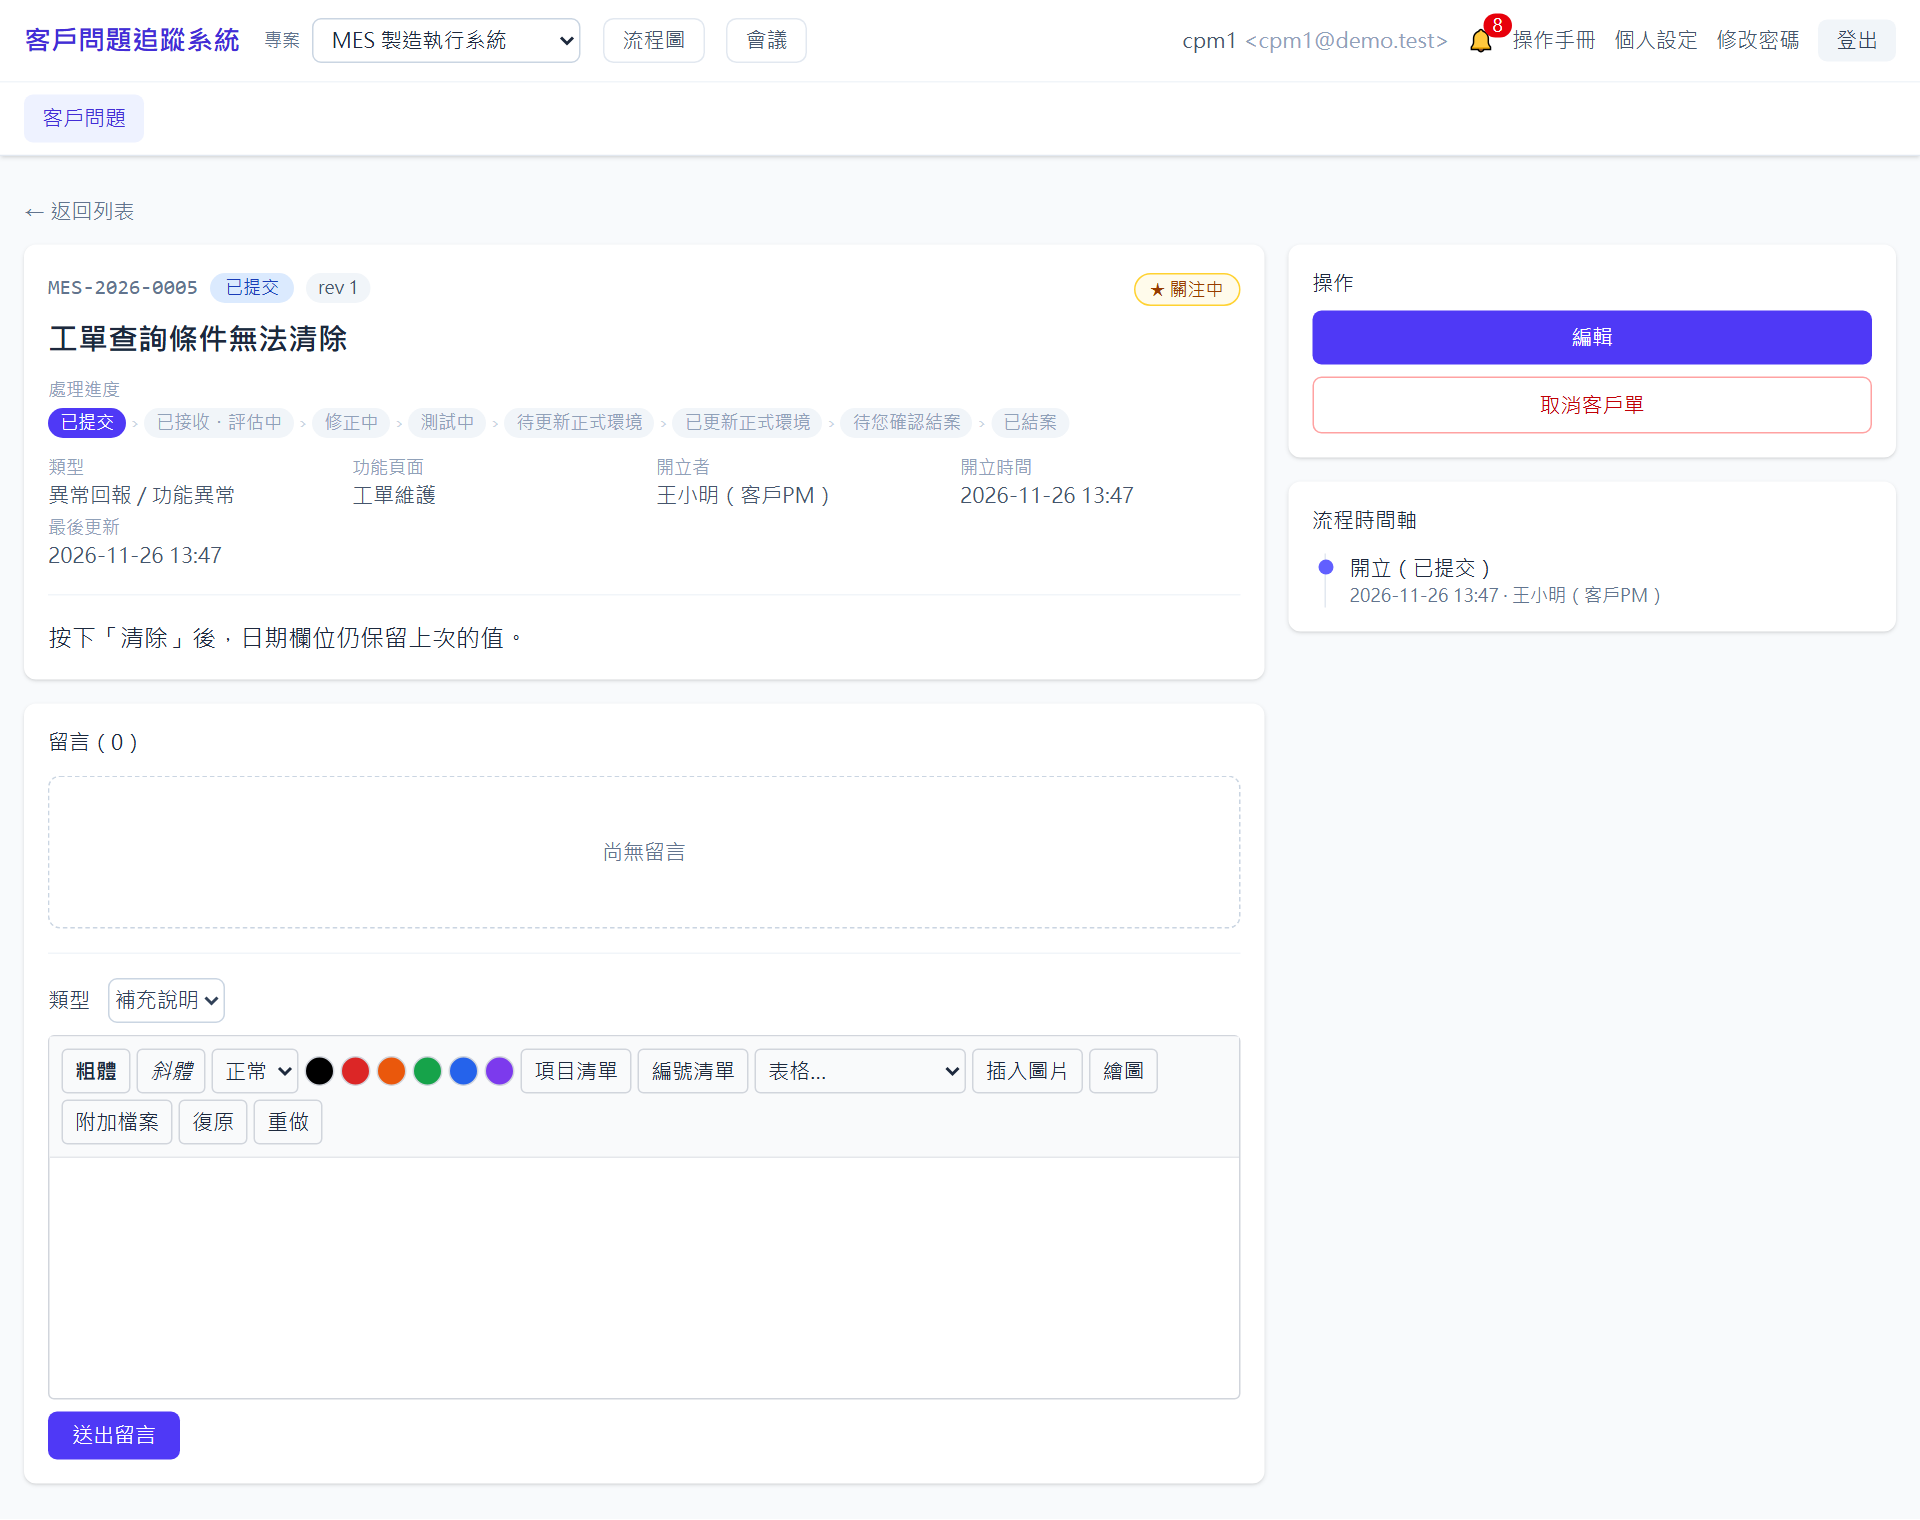 客戶問題追蹤系統 專案 MES 製造執行系統 流程圖 會議 cpm1 <cpm1@demo.test> 8 操作手冊 個人設定 修改密碼 登出
客戶問題
← 返回列表
MES-2026-0005 已提交 rev 1 ★ 關注中
工單查詢條件無法清除
處理進度
已提交 › 已接收・評估中 › 修正中 › 測試中 › 待更新正式環境 › 已更新正式環境 › 待您確認結案 › 已結案
類型 功能頁面 開立者 開立時間
異常回報 / 功能異常 工單維護 王小明（客戶PM） 2026-11-26 13:47
最後更新
2026-11-26 13:47
按下「清除」後，日期欄位仍保留上次的值。
操作
編輯
取消客戶單
流程時間軸
開立（已提交）
2026-11-26 13:47 · 王小明（客戶PM）
留言（0）
尚無留言
類型 補充說明
粗體 斜體 正常 項目清單 編號清單 表格... 插入圖片 繪圖
附加檔案 復原 重做
送出留言